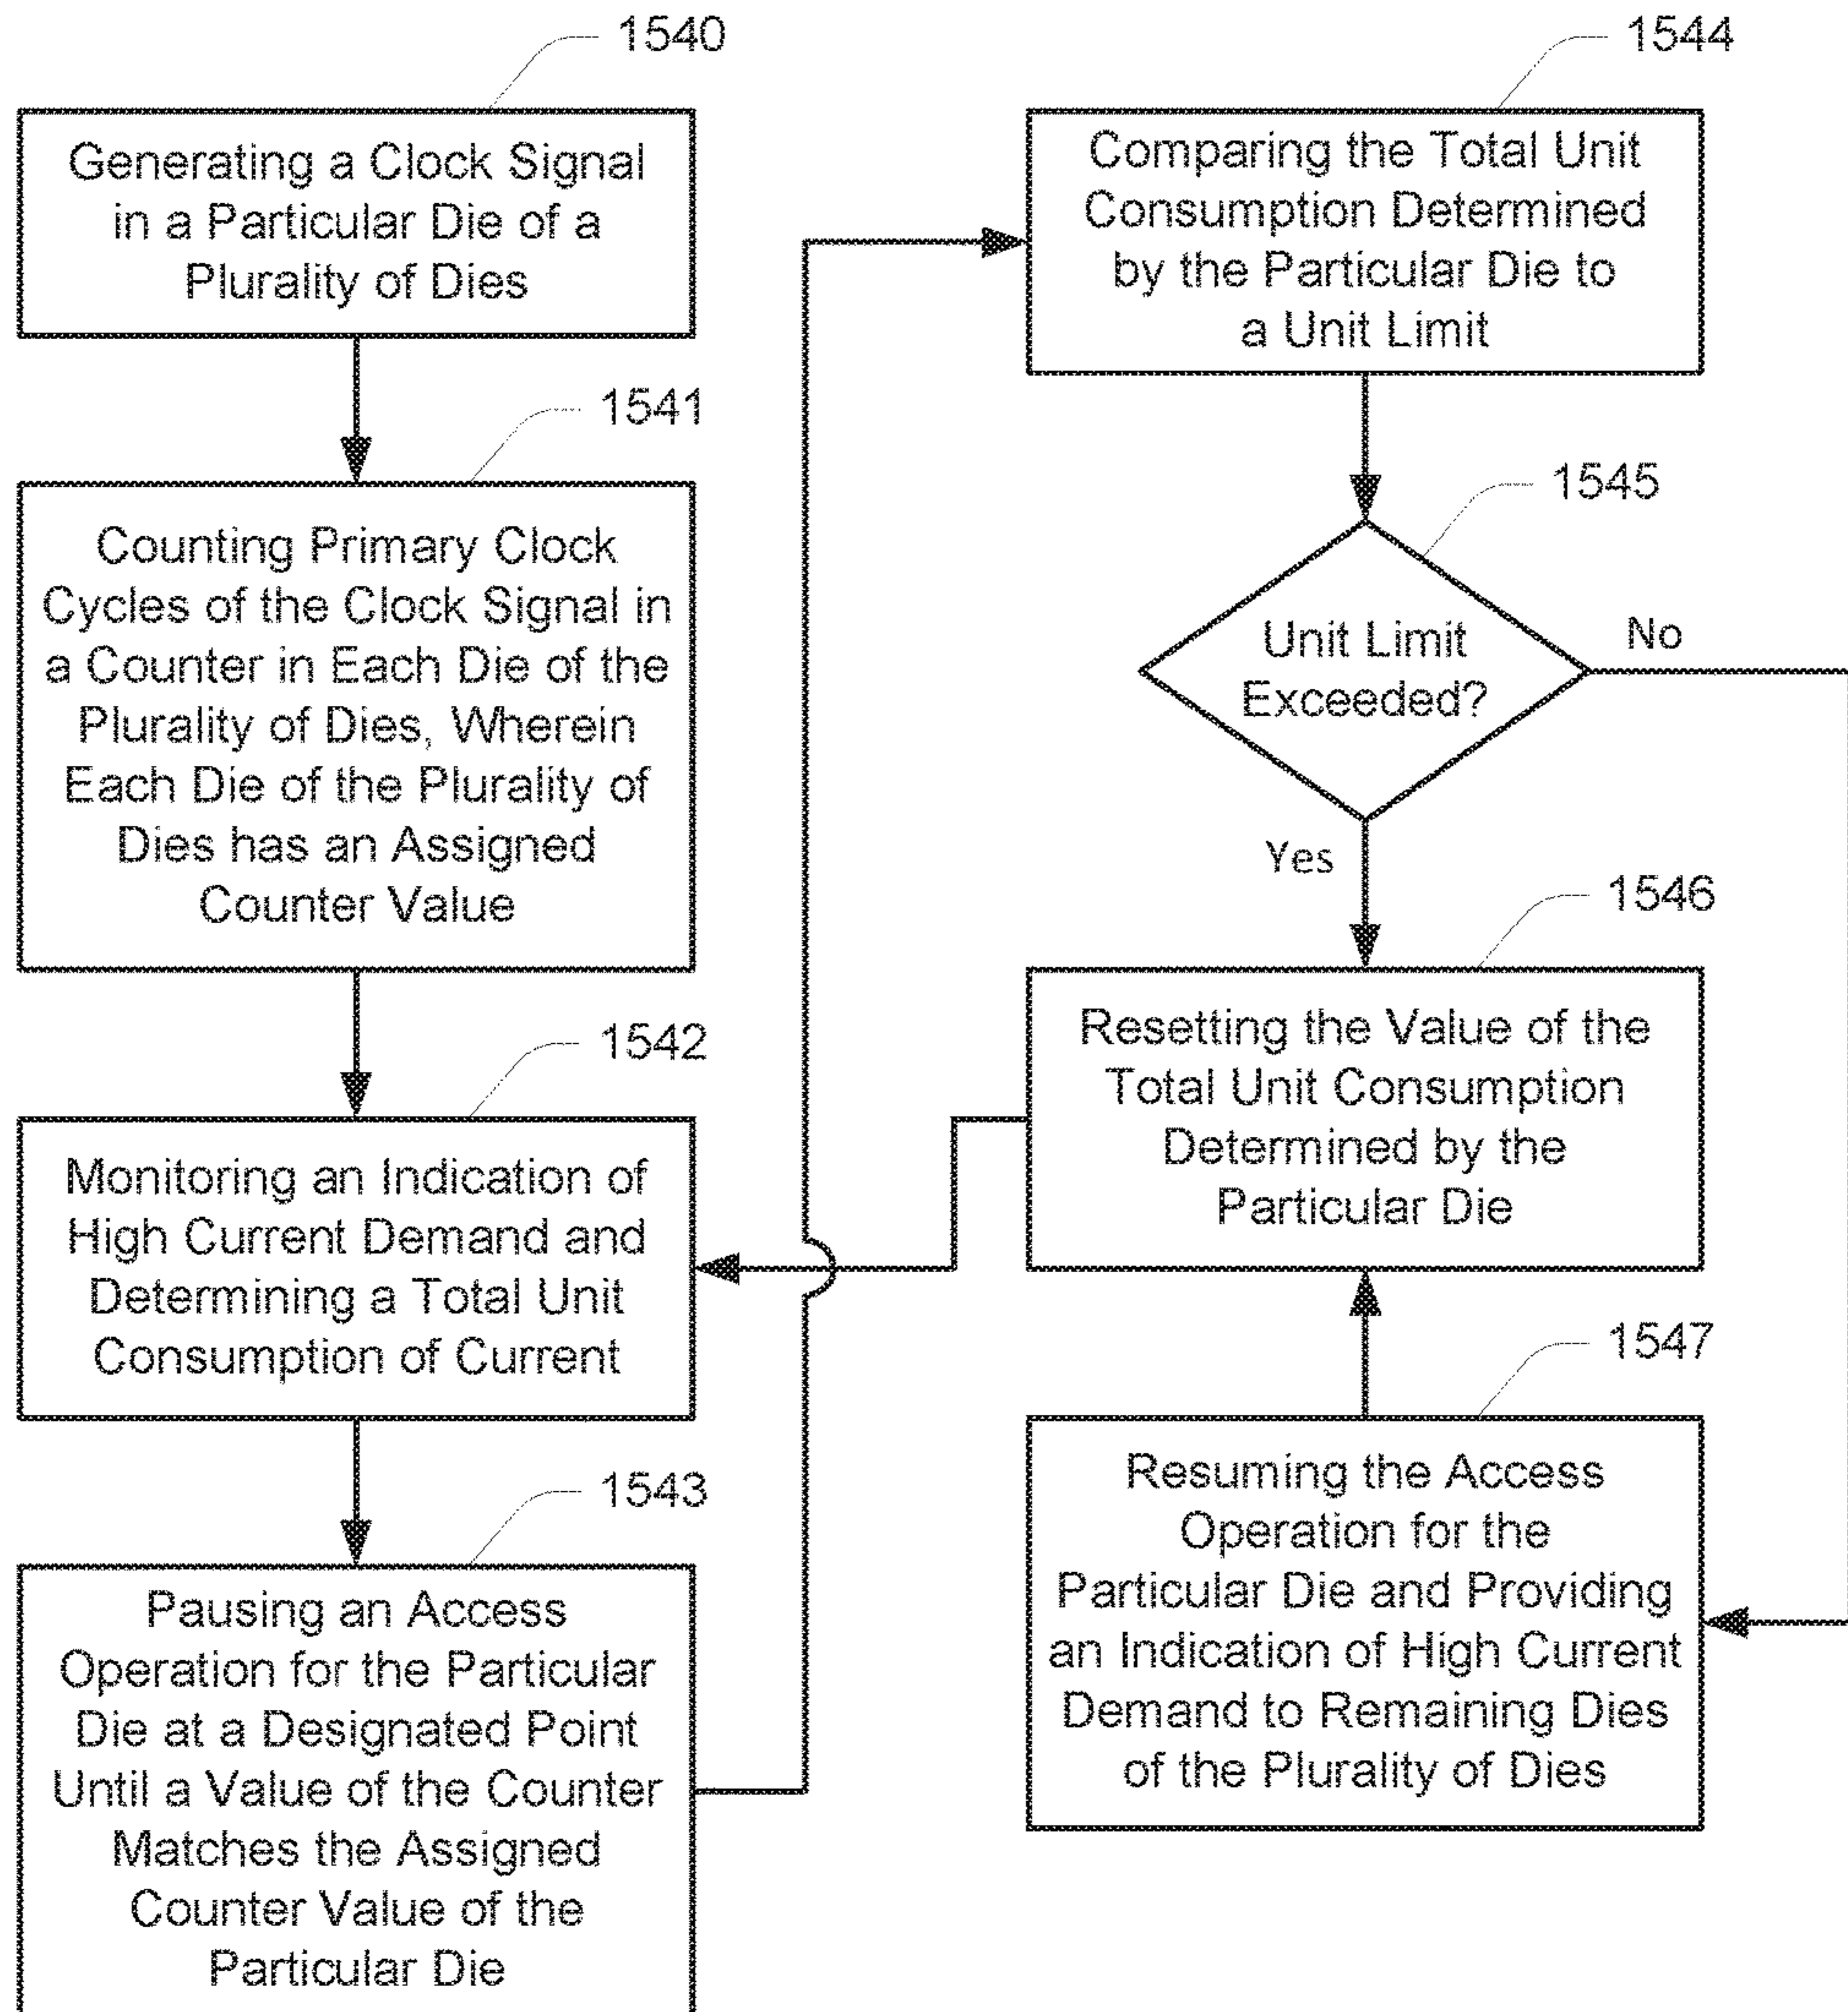 1540
Generating a Clock Signal
in a Particular Die of a
Plurality of Dies
1541
Counting Primary Clock
Cycles of the Clock Signal in
a Counter in Each Die of the
Plurality of Dies, Wherein
Each Die of the Plurality of
Dies has an Assigned
Counter Value
1542
Monitoring an Indication of
High Current Demand and
Determining a Total Unit
Consumption of Current
1543
Pausing an Access
Operation for the Particular
Die at a Designated Point
Until a Value of the Counter
Matches the Assigned
Counter Value of the
Particular Die
1544
Comparing the Total Unit
Consumption Determined
by the Particular Die to
a Unit Limit
1545
Unit Limit
Exceeded?
No
Yes
1546
Resetting the Value of the
Total Unit Consumption
Determined by the
Particular Die
1547
Resuming the Access
Operation for the
Particular Die and Providing
an Indication of High Current
Demand to Remaining Dies
of the Plurality of Dies